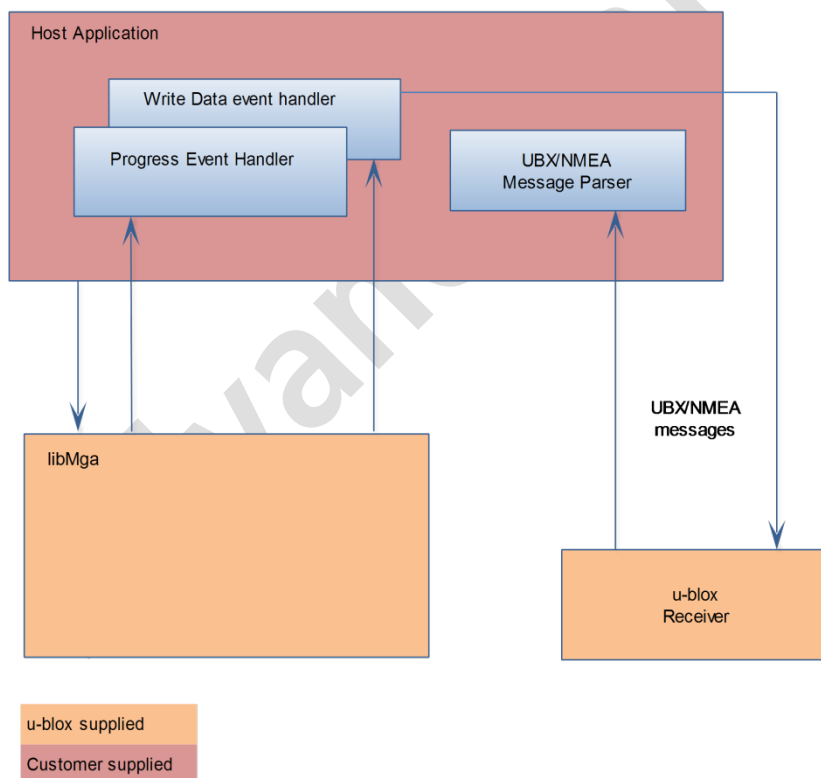 Host Application
Write Data event handler
Progress Event Handler
UBX/NMEA
Message Parser
UBX/NMEA
messages
libMga
u-blox
Receiver
u-blox supplied
Customer supplied